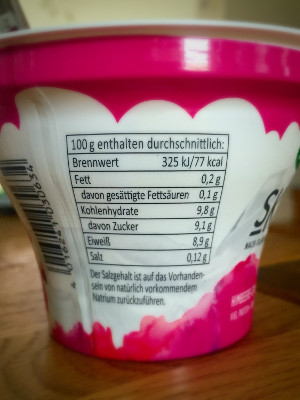 100 g enthalten durchschnittlich:
Brennwert 325 kJ/77 kcal
Fett 0,2 g
davon gesättigte Fettsäuren 0,1 g
Kohlenhydrate 9,8 g
davon Zucker 9,1 g
Eiweiß 8,9 g
Salz 0,12 g
Der Salzgehalt ist auf das Vorhanden-
sein von natürlich vorkommendem
Natrium zurückzuführen.